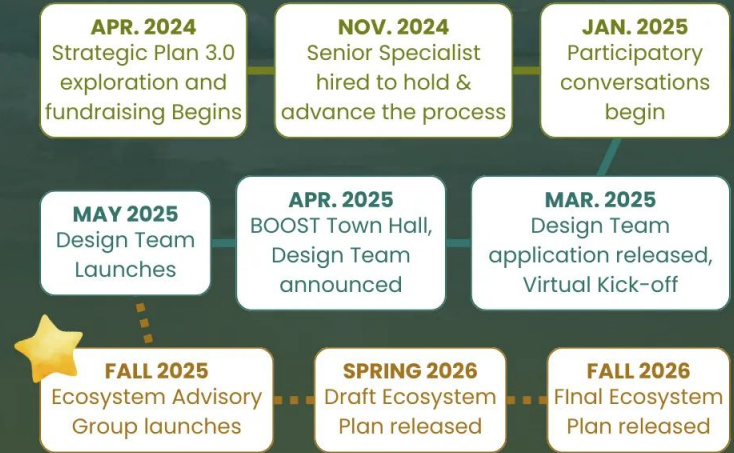 APR. 2024
Strategic Plan 3.0
exploration and
fundraising Begins
NOV. 2024
Senior Specialist
hired to hold &
advance the process
JAN. 2025
Participatory
conversations
begin
MAR. 2025
Design Team
application released,
Virtual Kick-off
APR. 2025
BOOST Town Hall,
Design Team
announced
MAY 2025
Design Team
Launches
FALL 2025
Ecosystem Advisory
Group launches
SPRING 2026
Draft Ecosystem
Plan released
FALL 2026
FInal Ecosystem
Plan released